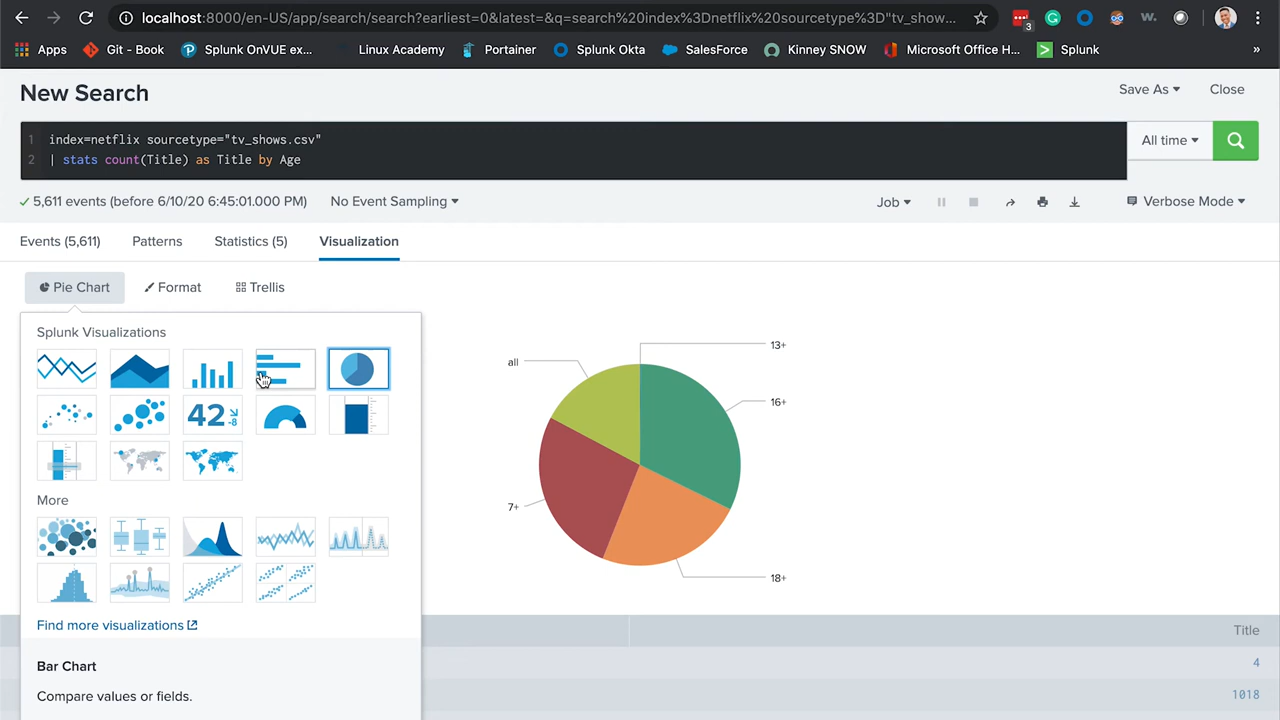 localhost:8000/en-US/app/search/search?earliest=0&latest=&q=search%20index%3Dnetflix%20sourcetype%3D"tv_show...
3
w.
Apps
Git - Book
Splunk OnVUE ex...
Linux Academy
Portainer
Splunk Okta
SalesForce
Kinney SNOW
Microsoft Office H...
Splunk
»
New Search
Save As
Close
1 index=netflix sourcetype="tv_shows.csv"
2 | stats count(Title) as Title by Age
All time
5,611 events (before 6/10/20 6:45:01.000 PM)
No Event Sampling
Job
Verbose Mode
Events (5,611)
Patterns
Statistics (5)
Visualization
Pie Chart
Format
Trellis
Splunk Visualizations
42
-8
More
Find more visualizations
Bar Chart
Compare values or fields.
13+
all
16+
7+
18+
Title
4
1018